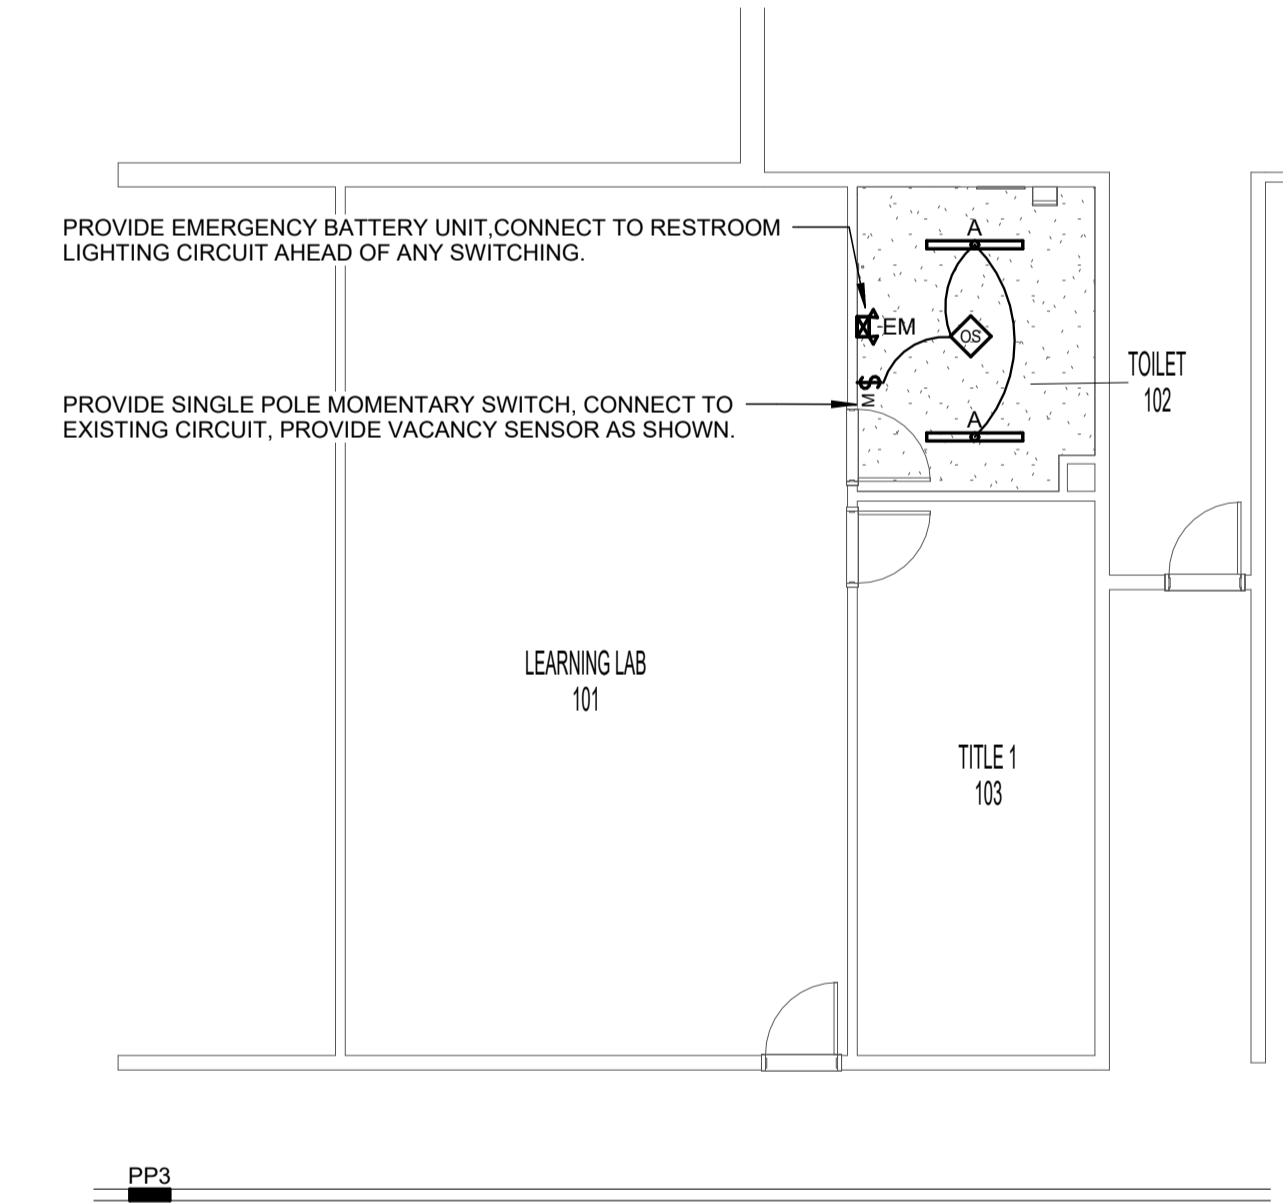 PROVIDE EMERGENCY BATTERY UNIT,CONNECT TO RESTROOM
LIGHTING CIRCUIT AHEAD OF ANY SWITCHING.
A
EM
OS
$
M
PROVIDE SINGLE POLE MOMENTARY SWITCH, CONNECT TO
EXISTING CIRCUIT, PROVIDE VACANCY SENSOR AS SHOWN.
A
TOILET
102
LEARNING LAB
101
TITLE 1
103
PP3